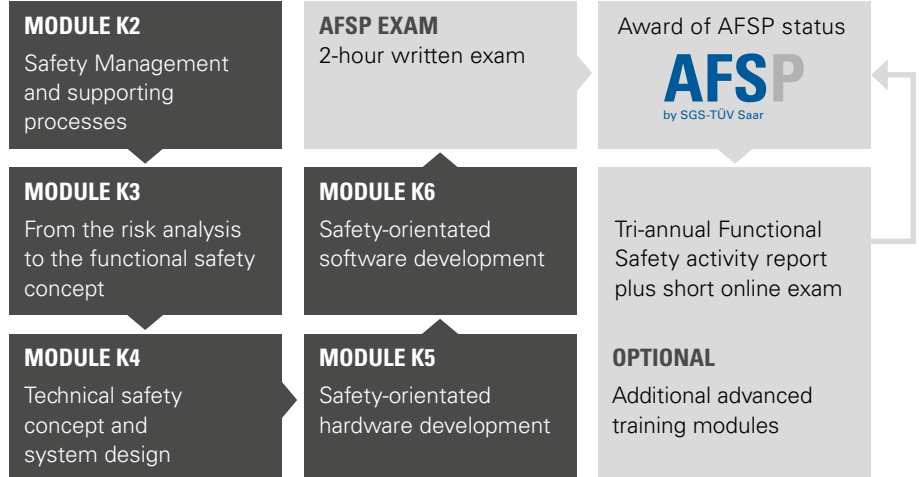 MODULE K2
Safety Management
and supporting
processes
MODULE K3
From the risk analysis
to the functional safety
concept
MODULE K4
Technical safety
concept and
system design
MODULE K5
Safety-orientated
hardware development
MODULE K6
Safety-orientated
software development
AFSP EXAM
2-hour written exam
Award of AFSP status
AFSP
by SGS-TÜV Saar
Tri-annual Functional
Safety activity report
plus short online exam
OPTIONAL
Additional advanced
training modules